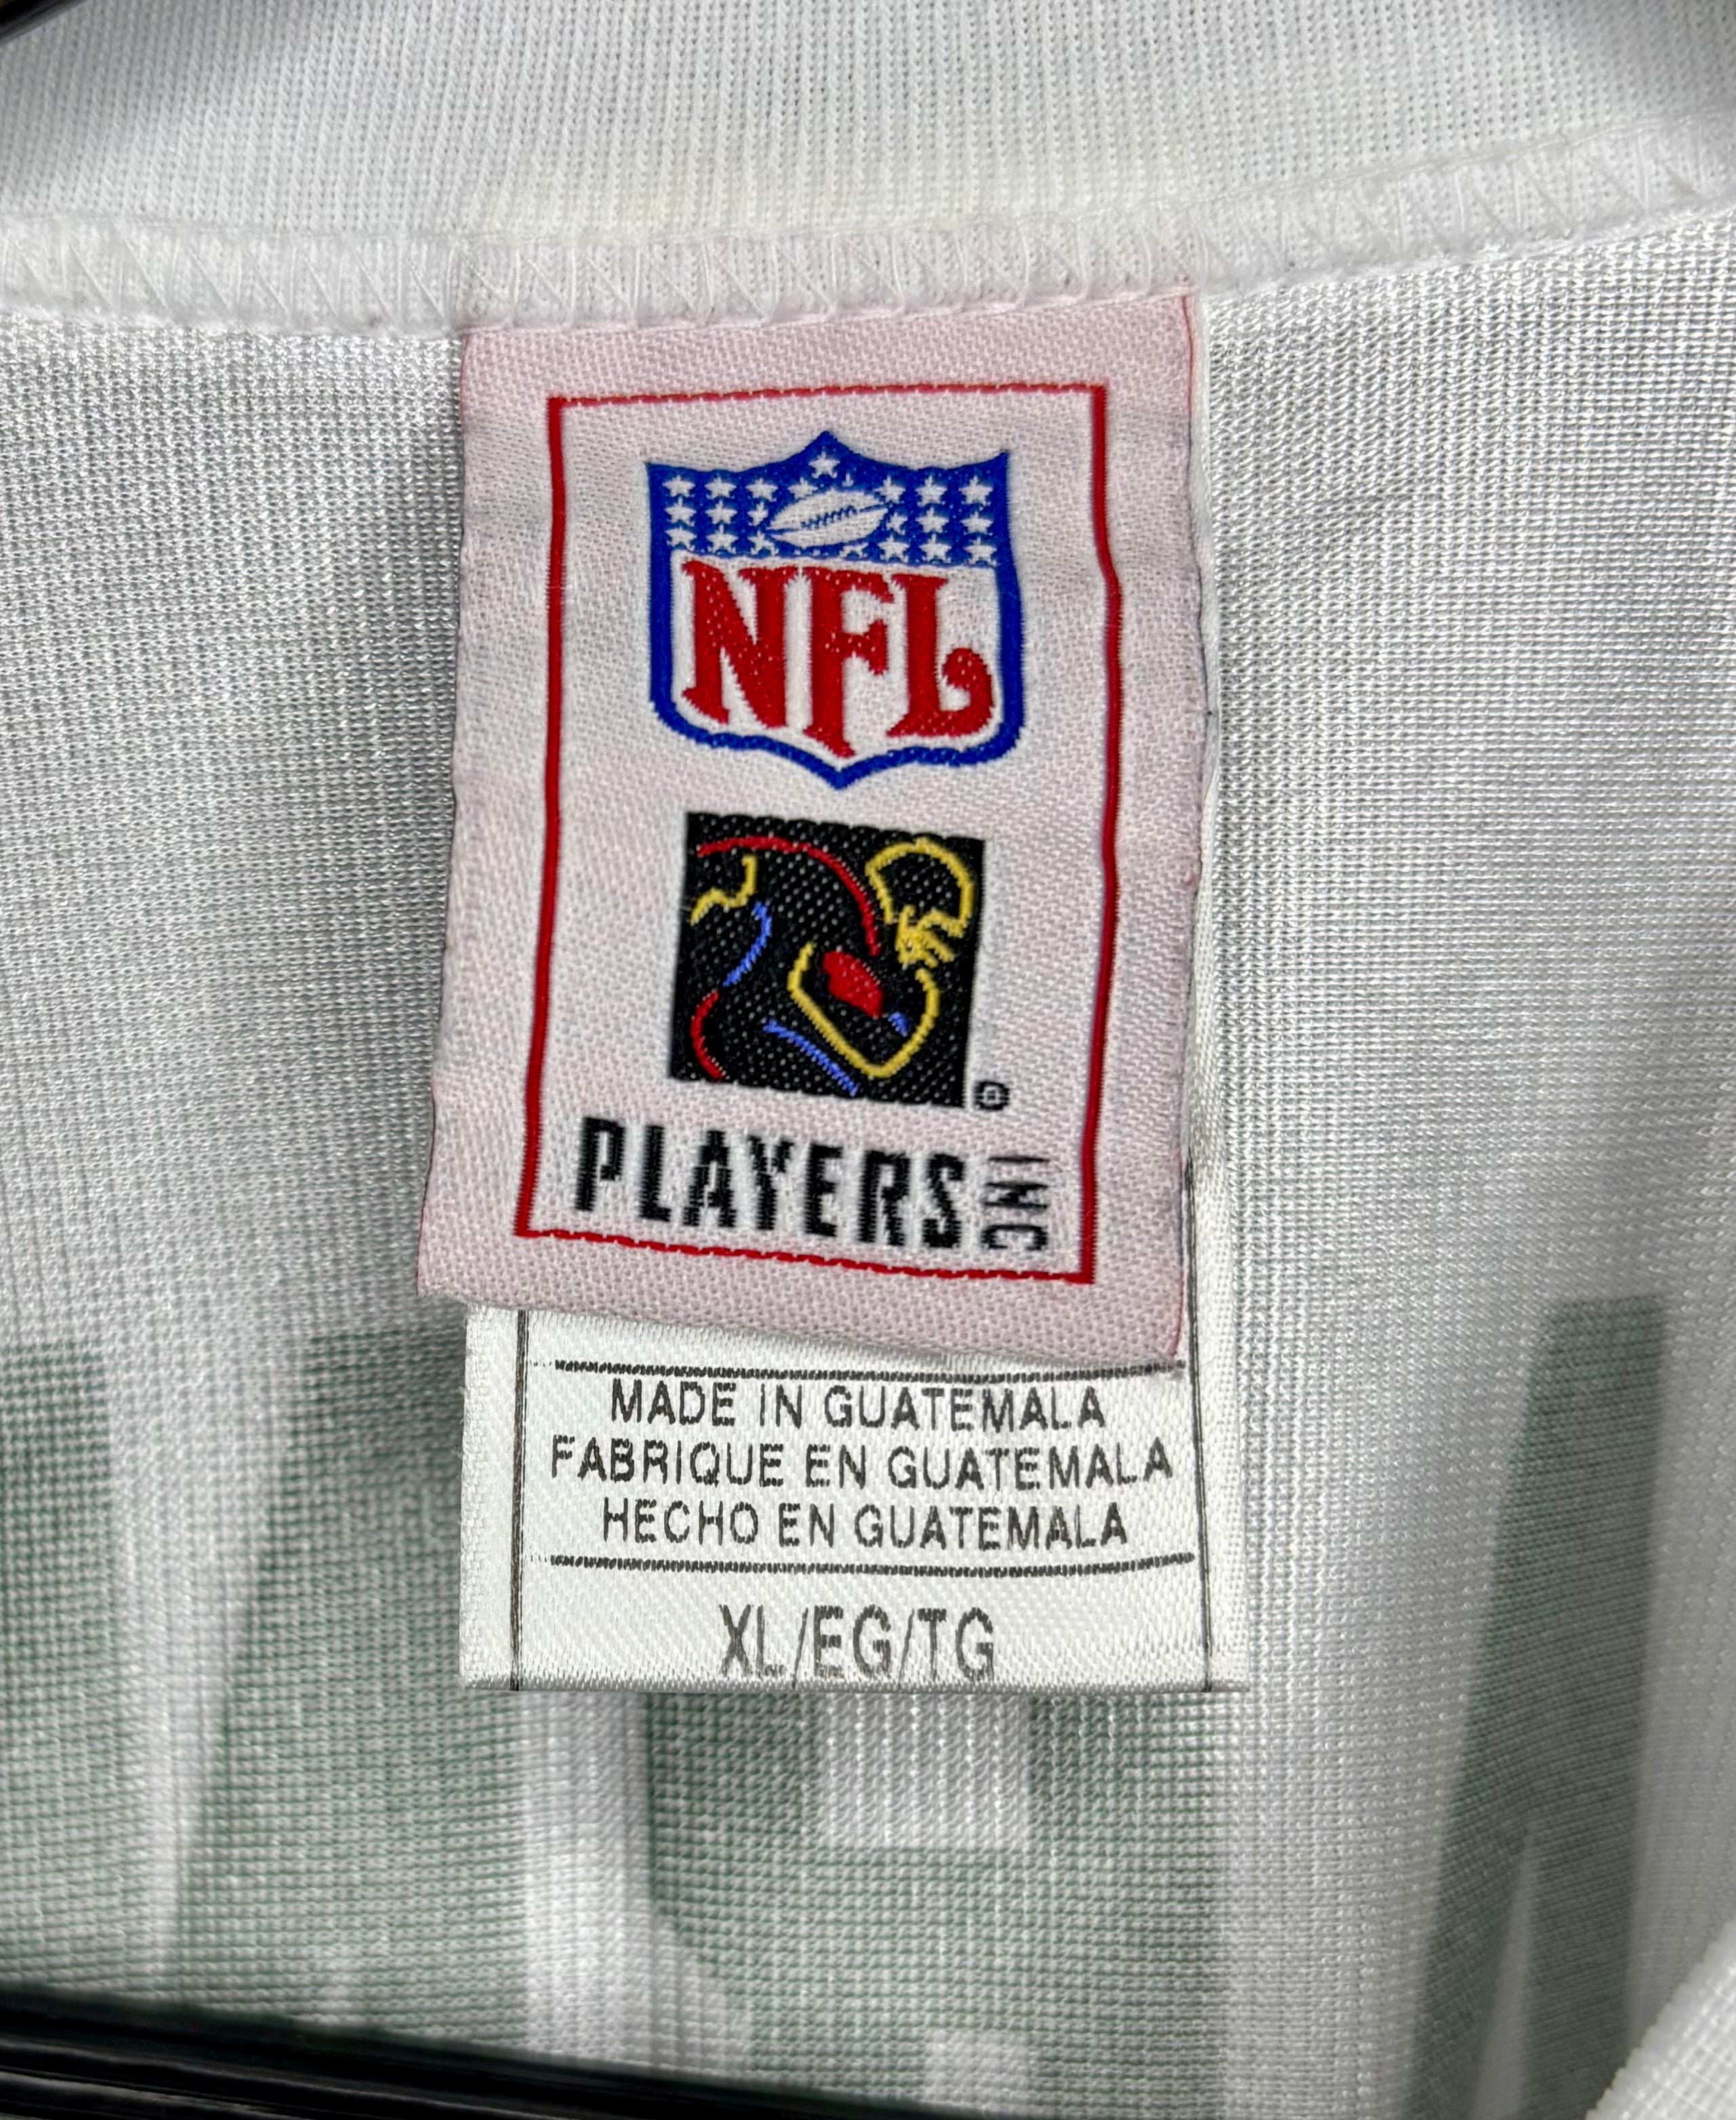 NFL
PLAYERS INC
MADE IN GUATEMALA
FABRIQUE EN GUATEMALA
HECHO EN GUATEMALA
XL/EG/TG